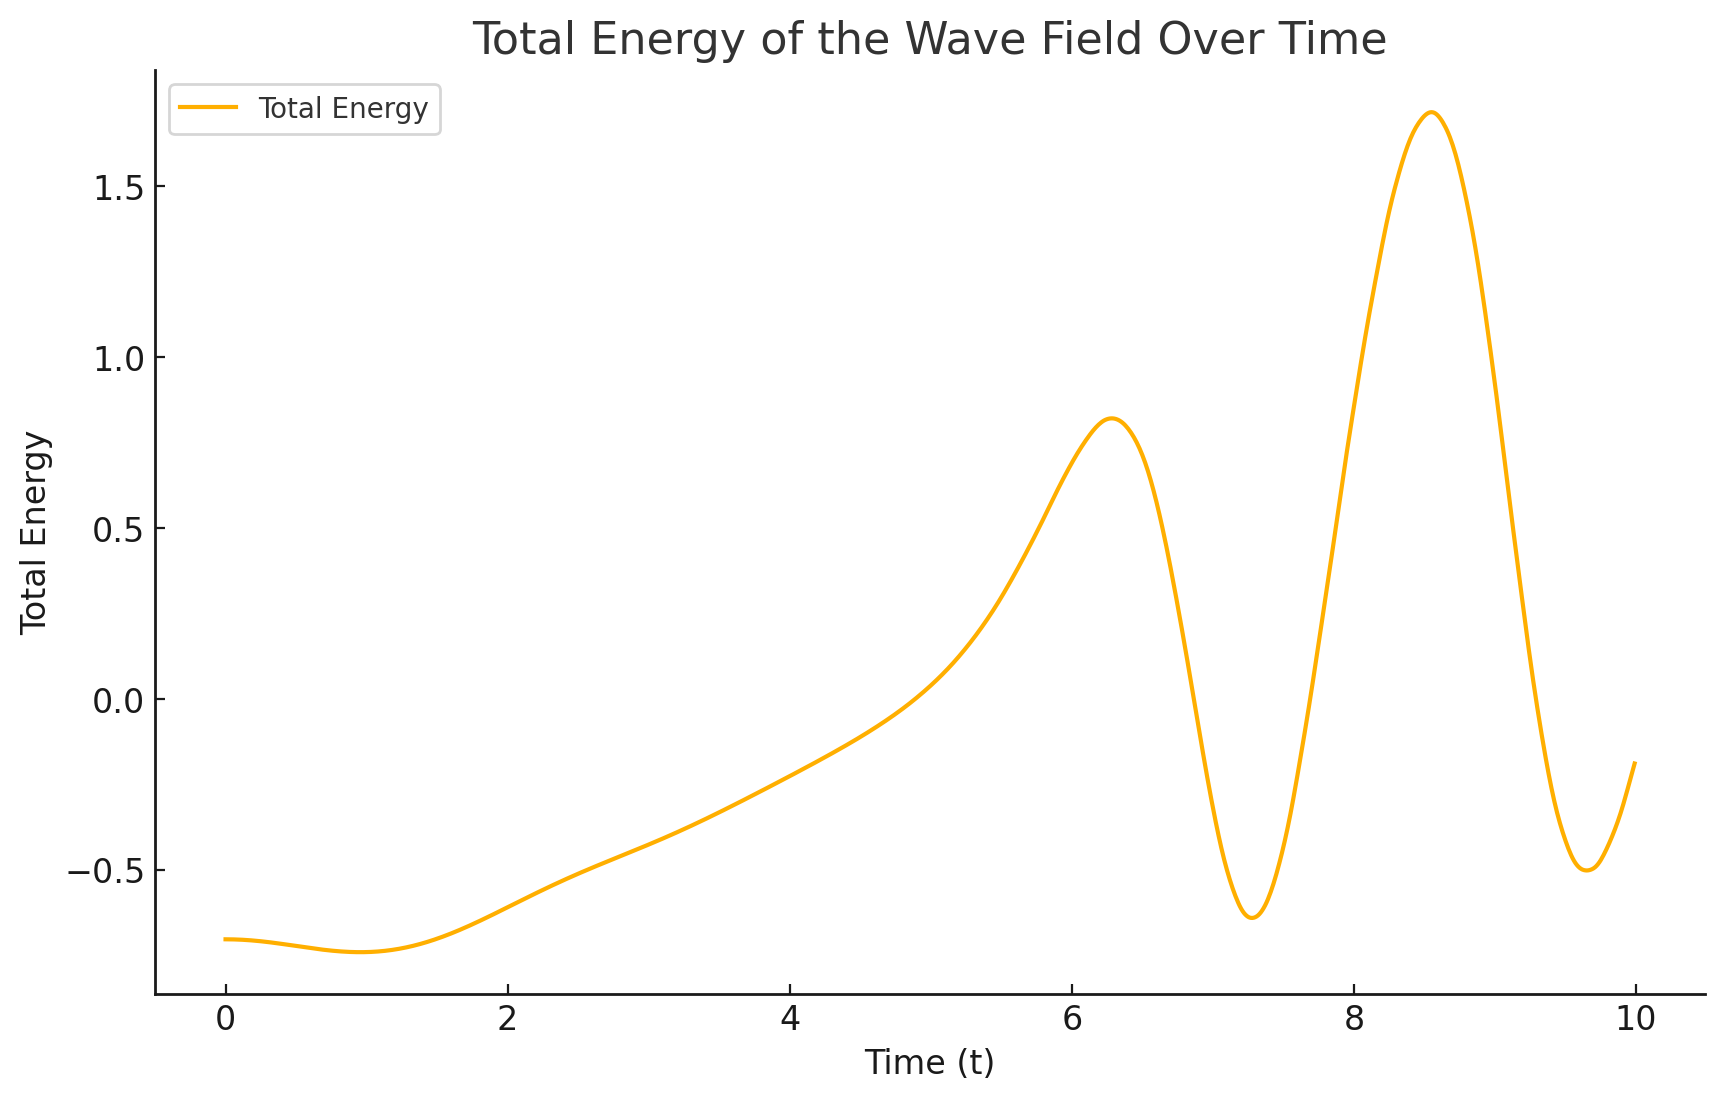 Total Energy of the Wave Field Over Time
Total Energy
Total Energy
1.5
1.0
0.5
0.0
−0.5
0 2 4 6 8 10
Time (t)